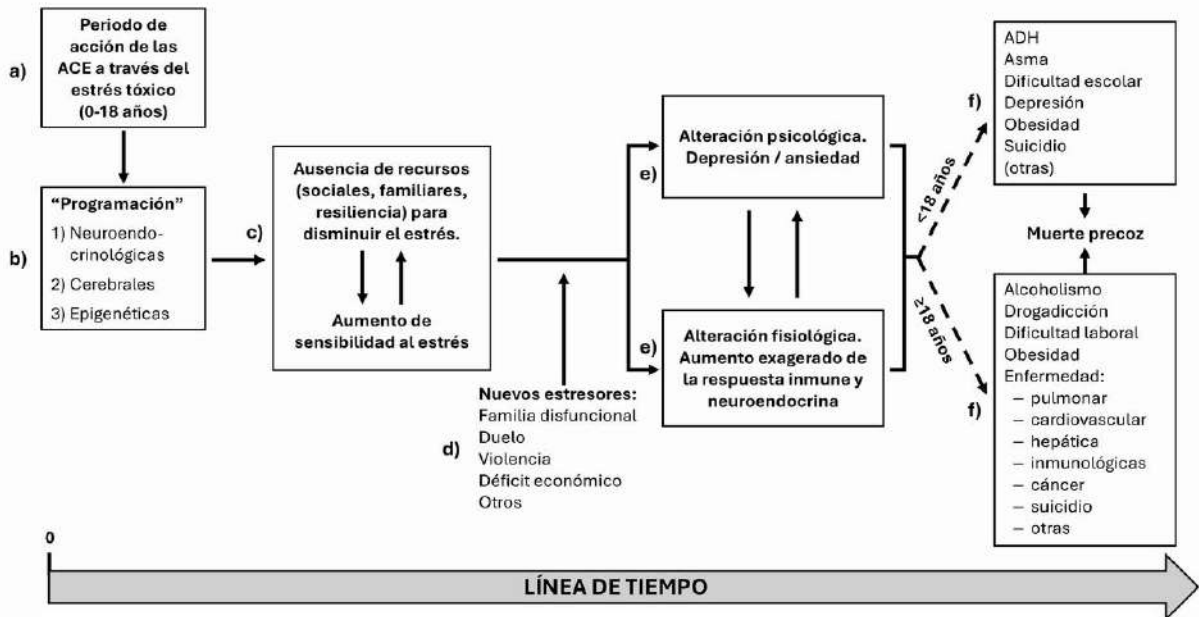 a)
Periodo de
acción de las
ACE a través del
estrés tóxico
(0-18 años)
b)
“Programación”
1) Neuroendo-
crinológicas
2) Cerebrales
3) Epigenéticas
c)
Ausencia de recursos
(sociales, familiares,
resiliencia) para
disminuir el estrés.
Aumento de
sensibilidad al estrés
d)
Nuevos estresores:
Familia disfuncional
Duelo
Violencia
Déficit económico
Otros
e)
Alteración psicológica.
Depresión / ansiedad
e)
Alteración fisiológica.
Aumento exagerado de
la respuesta inmune y
neuroendocrina
<18 años
f)
ADH
Asma
Dificultad escolar
Depresión
Obesidad
Suicidio
(otras)
Muerte precoz
≥18 años
f)
Alcoholismo
Drogadicción
Dificultad laboral
Obesidad
Enfermedad:
– pulmonar
– cardiovascular
– hepática
– inmunológicas
– cáncer
– suicidio
– otras
0
LÍNEA DE TIEMPO